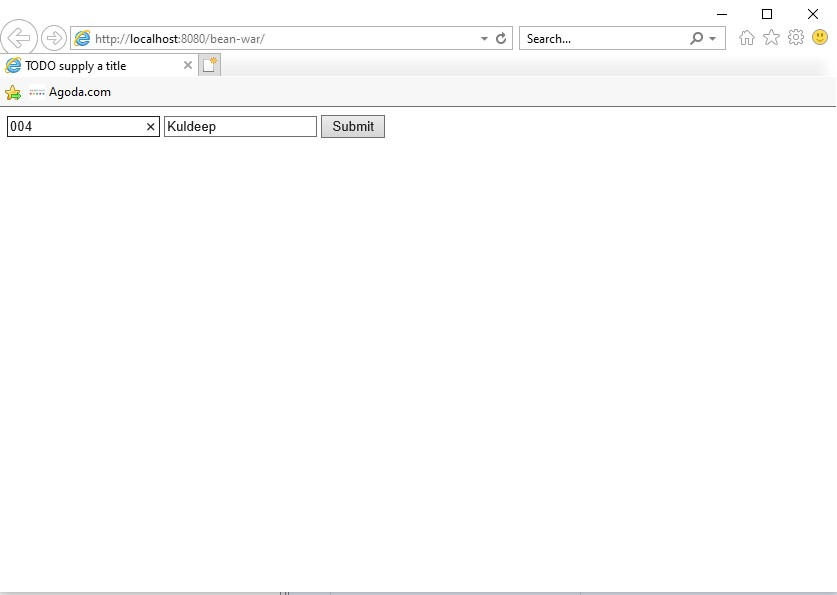 http://localhost:8080/bean-war/ Search...
TODO supply a title
Agoda.com
004 Kuldeep Submit